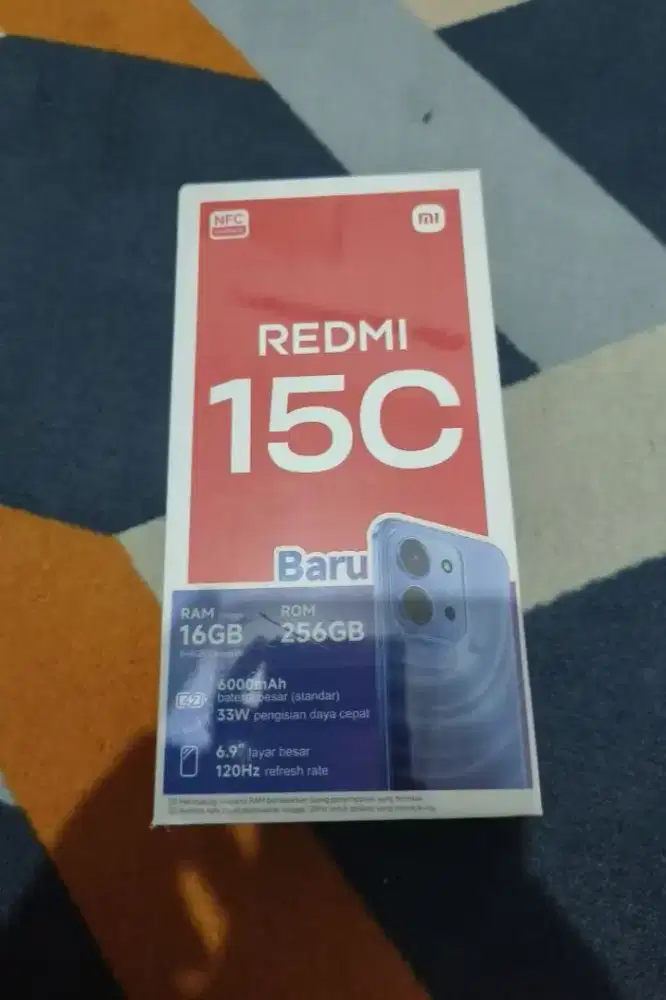 NFC
mi
REDMI
15C
Baru
RAM
16GB
ROM
256GB
6000mAh
baterai besar (standar)
33W pengisian daya cepat
6.9" layar besar
120Hz refresh rate